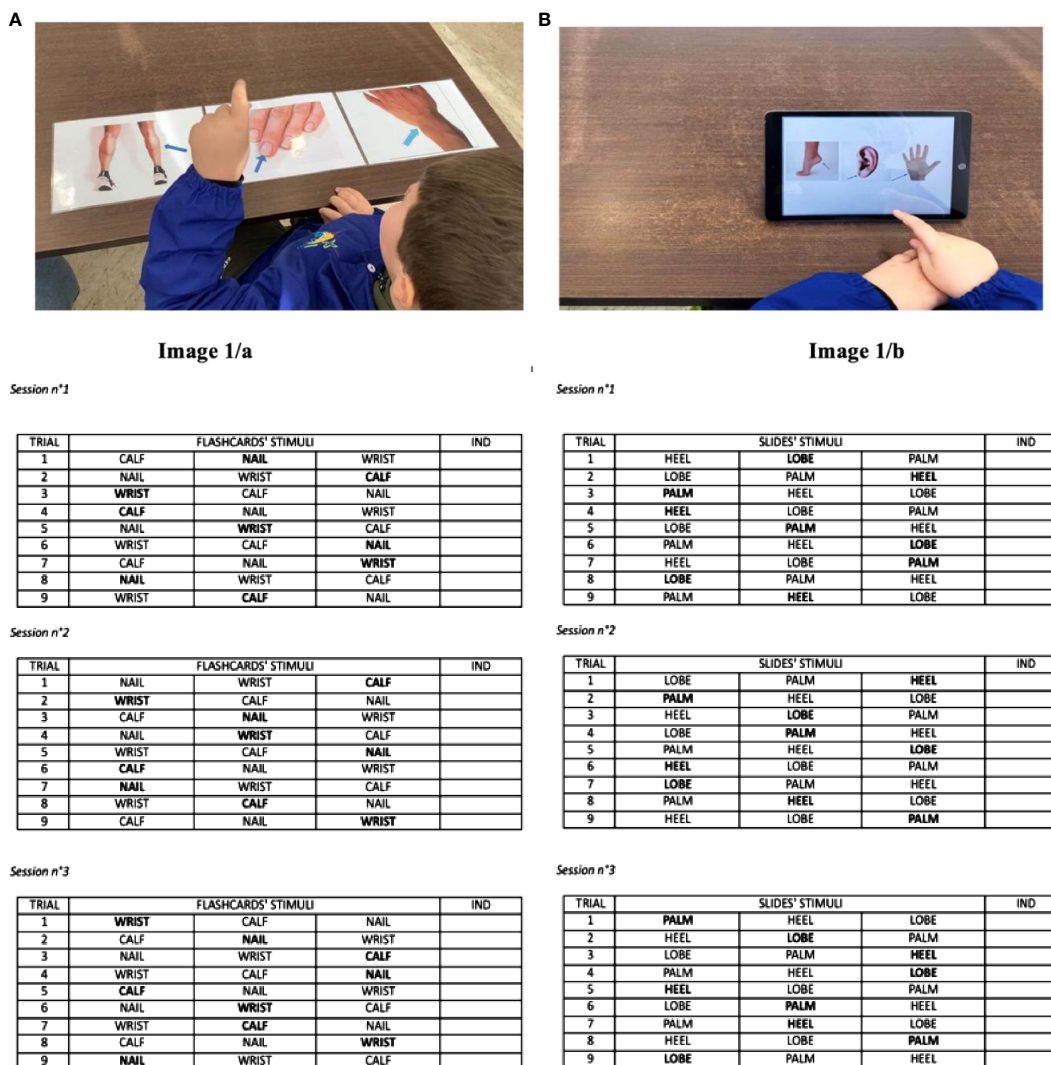 A
B
Image 1/a
Image 1/b
Session n°1
TRIAL FLASHCARDS' STIMULI IND
1 CALF NAIL WRIST
2 NAIL WRIST CALF
3 WRIST CALF NAIL
4 CALF NAIL WRIST
5 NAIL WRIST CALF
6 WRIST CALF NAIL
7 CALF NAIL WRIST
8 NAIL WRIST CALF
9 WRIST CALF NAIL
Session n°2
TRIAL FLASHCARDS' STIMULI IND
1 NAIL WRIST CALF
2 WRIST CALF NAIL
3 CALF NAIL WRIST
4 NAIL WRIST CALF
5 WRIST CALF NAIL
6 CALF NAIL WRIST
7 NAIL WRIST CALF
8 WRIST CALF NAIL
9 CALF NAIL WRIST
Session n°3
TRIAL FLASHCARDS' STIMULI IND
1 WRIST CALF NAIL
2 CALF NAIL WRIST
3 NAIL WRIST CALF
4 WRIST CALF NAIL
5 CALF NAIL WRIST
6 NAIL WRIST CALF
7 WRIST CALF NAIL
8 CALF NAIL WRIST
9 NAIL WRIST CALF
Session n°1
TRIAL SLIDES' STIMULI IND
1 HEEL LOBE PALM
2 LOBE PALM HEEL
3 PALM HEEL LOBE
4 HEEL LOBE PALM
5 LOBE PALM HEEL
6 PALM HEEL LOBE
7 HEEL LOBE PALM
8 LOBE PALM HEEL
9 PALM HEEL LOBE
Session n°2
TRIAL SLIDES' STIMULI IND
1 LOBE PALM HEEL
2 PALM HEEL LOBE
3 HEEL LOBE PALM
4 LOBE PALM HEEL
5 PALM HEEL LOBE
6 HEEL LOBE PALM
7 LOBE PALM HEEL
8 PALM HEEL LOBE
9 HEEL LOBE PALM
Session n°3
TRIAL SLIDES' STIMULI IND
1 PALM HEEL LOBE
2 HEEL LOBE PALM
3 LOBE PALM HEEL
4 PALM HEEL LOBE
5 HEEL LOBE PALM
6 LOBE PALM HEEL
7 PALM HEEL LOBE
8 HEEL LOBE PALM
9 LOBE PALM HEEL